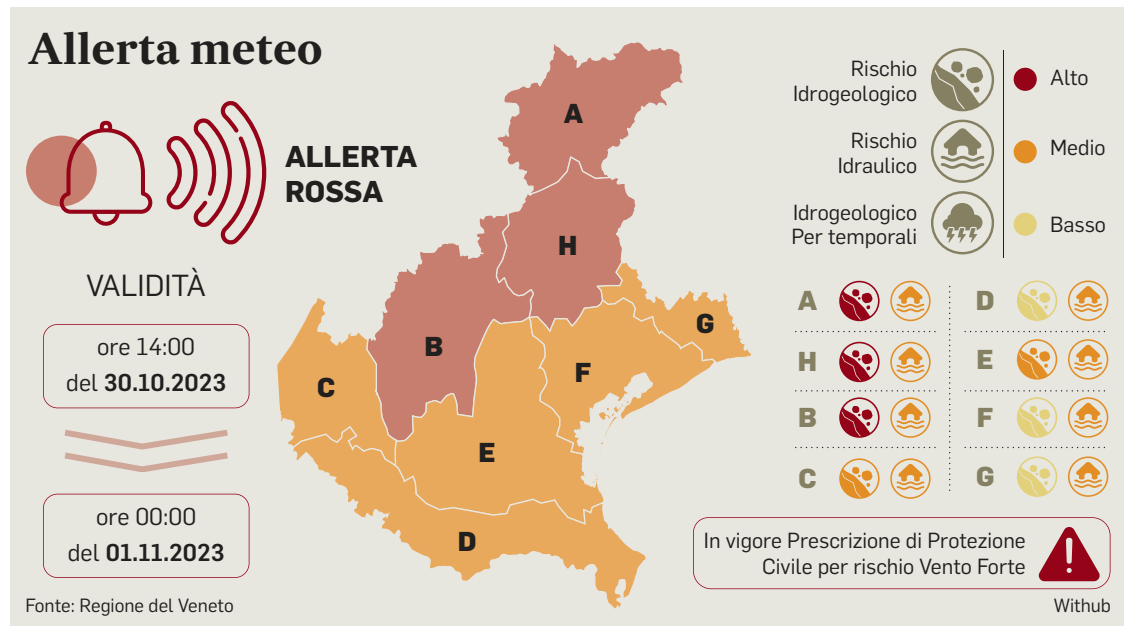 Allerta meteo
ALLERTA
ROSSA
VALIDITÀ
ore 14:00
del 30.10.2023
ore 00:00
del 01.11.2023
Fonte: Regione del Veneto
A
H
B
C
G
F
E
D
Rischio
Idrogeologico
Rischio
Idraulico
Idrogeologico
Per temporali
Alto
Medio
Basso
A
H
B
C
D
E
F
G
In vigore Prescrizione di Protezione
Civile per rischio Vento Forte
Withub